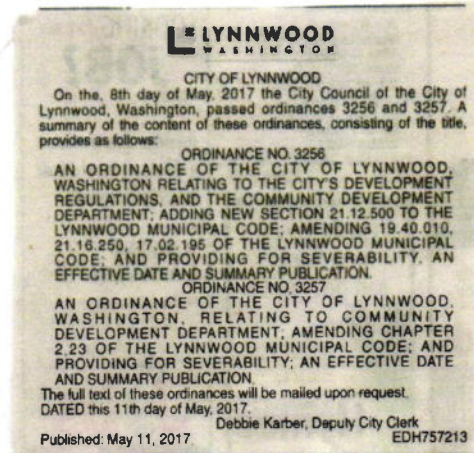 LYNNWOOD
WASHINGTON
CITY OF LYNNWOOD
On the, 8th day of May, 2017 the City Council of the City of
Lynnwood, Washington, passed ordinances 3256 and 3257. A
summary of the content of these ordinances, consisting of the title,
provides as follows:
ORDINANCE NO. 3256
AN ORDINANCE OF THE CITY OF LYNNWOOD,
WASHINGTON RELATING TO THE CITY'S DEVELOPMENT
REGULATIONS, AND THE COMMUNITY DEVELOPMENT
DEPARTMENT; ADDING NEW SECTION 21.12.500 TO THE
LYNNWOOD MUNICIPAL CODE; AMENDING 19.40.010,
21.16.250, 17.02.195 OF THE LYNNWOOD MUNICIPAL
CODE; AND PROVIDING FOR SEVERABILITY, AN
EFFECTIVE DATE AND SUMMARY PUBLICATION.
ORDINANCE NO. 3257
AN ORDINANCE OF THE CITY OF LYNNWOOD,
WASHINGTON, RELATING TO COMMUNITY
DEVELOPMENT DEPARTMENT; AMENDING CHAPTER
2.23 OF THE LYNNWOOD MUNICIPAL CODE; AND
PROVIDING FOR SEVERABILITY; AN EFFECTIVE DATE
AND SUMMARY PUBLICATION.
The full text of these ordinances will be mailed upon request.
DATED this 11th day of May, 2017.
Debbie Karber, Deputy City Clerk
Published: May 11, 2017. EDH757213